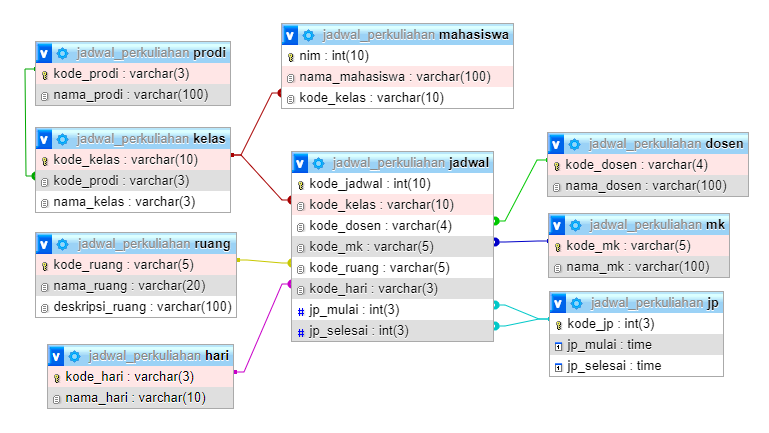 jadwal_perkuliahan prodi
kode_prodi : varchar(3)
nama_prodi : varchar(100)
jadwal_perkuliahan kelas
kode_kelas : varchar(10)
kode_prodi : varchar(3)
nama_kelas : varchar(3)
jadwal_perkuliahan ruang
kode_ruang : varchar(5)
nama_ruang : varchar(20)
deskripsi_ruang : varchar(100)
jadwal_perkuliahan hari
kode_hari : varchar(3)
nama_hari : varchar(10)
jadwal_perkuliahan mahasiswa
nim : int(10)
nama_mahasiswa : varchar(100)
kode_kelas : varchar(10)
jadwal_perkuliahan jadwal
kode_jadwal : int(10)
kode_kelas : varchar(10)
kode_dosen : varchar(4)
kode_mk : varchar(5)
kode_ruang : varchar(5)
kode_hari : varchar(3)
# jp_mulai : int(3)
# jp_selesai : int(3)
jadwal_perkuliahan dosen
kode_dosen : varchar(4)
nama_dosen : varchar(100)
jadwal_perkuliahan mk
kode_mk : varchar(5)
nama_mk : varchar(100)
jadwal_perkuliahan jp
kode_jp : int(3)
jp_mulai : time
jp_selesai : time